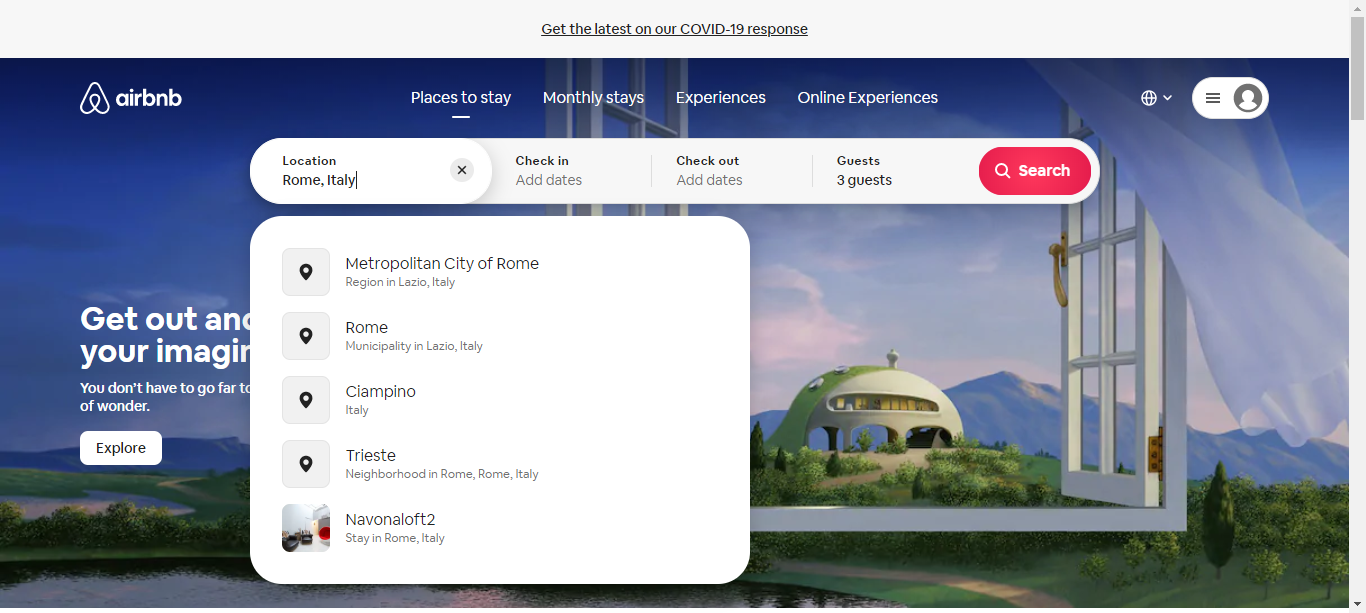 Get the latest on our COVID-19 response
airbnb
Places to stay
Monthly stays
Experiences
Online Experiences
Location
Rome, Italy
Check in
Add dates
Check out
Add dates
Guests
3 guests
Search
Metropolitan City of Rome
Region in Lazio, Italy
Rome
Municipality in Lazio, Italy
Ciampino
Italy
Trieste
Neighborhood in Rome, Rome, Italy
Navonaloft2
Stay in Rome, Italy
Get out
your
You don't have to go far
of wonder.
Explore